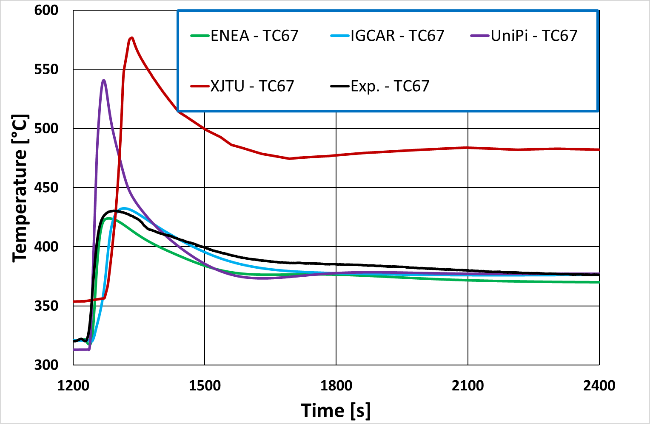 600
550
500
450
400
350
300
Temperature [°C]
ENEA - TC67
IGCAR - TC67
UniPi - TC67
XJTU - TC67
Exp. - TC67
1200
1500
1800
2100
2400
Time [s]